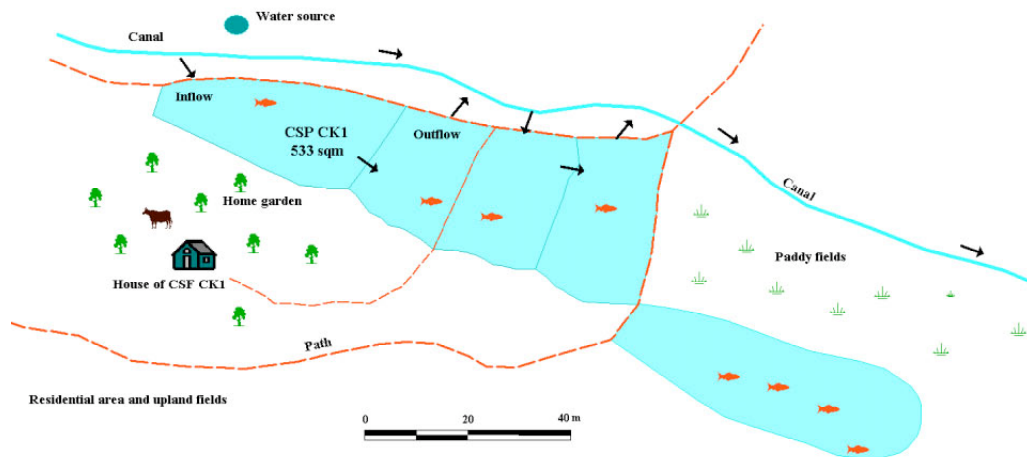 Water source
Canal
Inflow
CSP CK1
533 sqm
Outflow
Canal
Home garden
Paddy fields
House of CSF CK1
Path
Residential area and upland fields
0 20 40 m